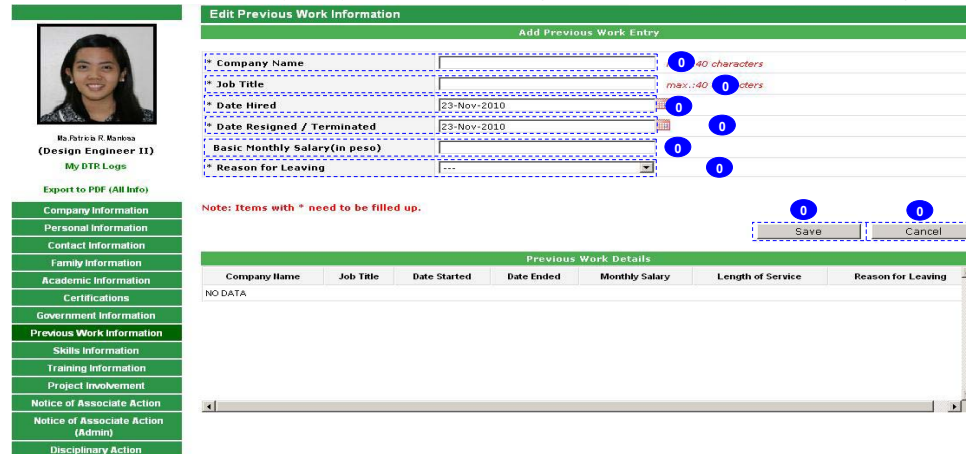 Edit Previous Work Information
Add Previous Work Entry
* Company Name 0 40 characters
* Job Title max.:40 0 cters
* Date Hired 23-Nov-2010 0
* Date Resigned / Terminated 23-Nov-2010 0
Basic Monthly Salary(in peso) 0
* Reason for Leaving --- 0
Note: Items with * need to be filled up.
0 0
Save Cancel
Previous Work Details
Company Name Job Title Date Started Date Ended Monthly Salary Length of Service Reason for Leaving
NO DATA
Ma.Patricia R. Manlosa
(Design Engineer II)
My DTR Logs
Export to PDF (All Info)
Company Information
Personal Information
Contact Information
Family Information
Academic Information
Certifications
Government Information
Previous Work Information
Skills Information
Training Information
Project Involvement
Notice of Associate Action
Notice of Associate Action
(Admin)
Disciplinary Action